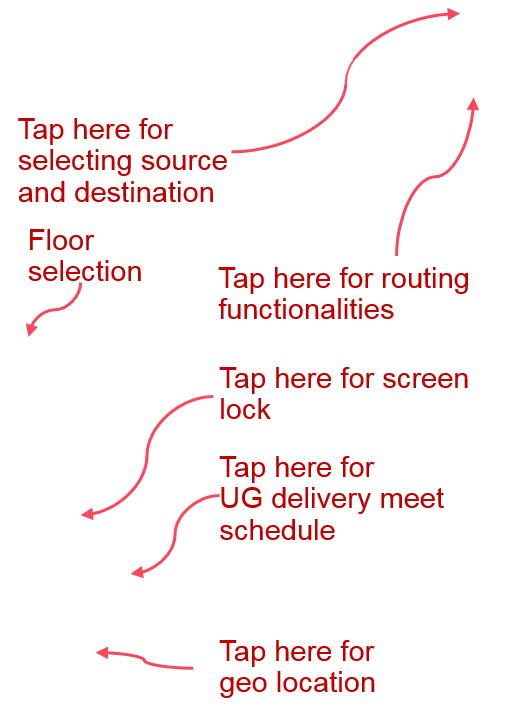 Tap here for
selecting source
and destination
Floor
selection
Tap here for routing
functionalities
Tap here for screen
lock
Tap here for
UG delivery meet
schedule
Tap here for
geo location